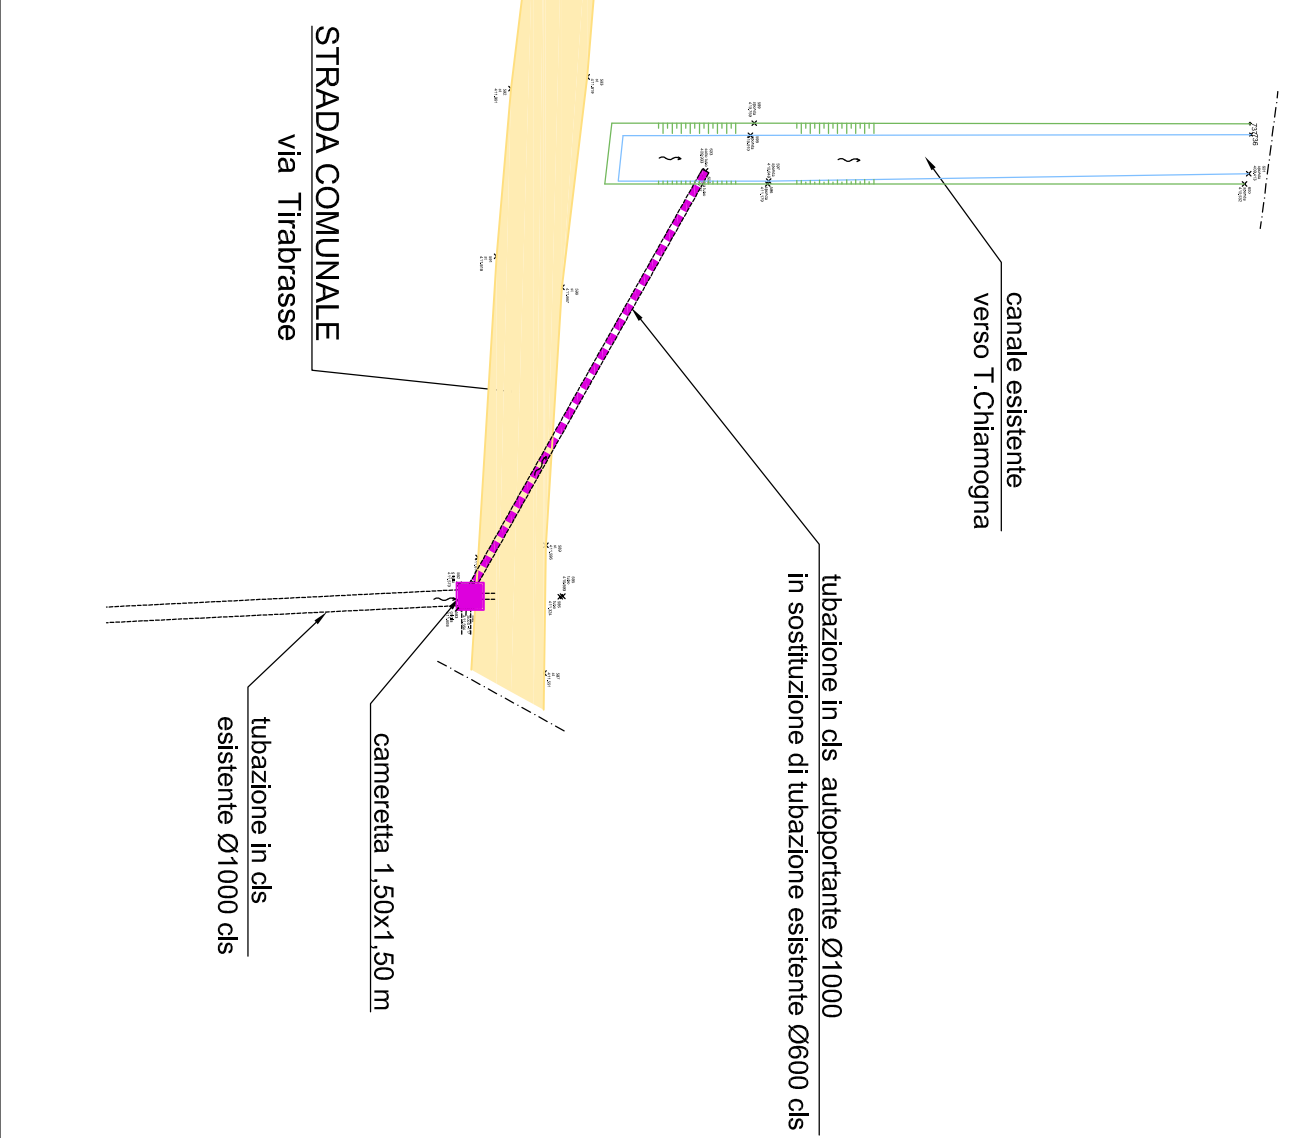 STRADA COMUNALE
via Tirabrasse
canale esistente
verso T.Chiamogna
tubazione in cls autoportante Ø1000
in sostituzione di tubazione esistente Ø600 cls
cameretta 1,50x1,50 m
tubazione in cls
esistente Ø1000 cls